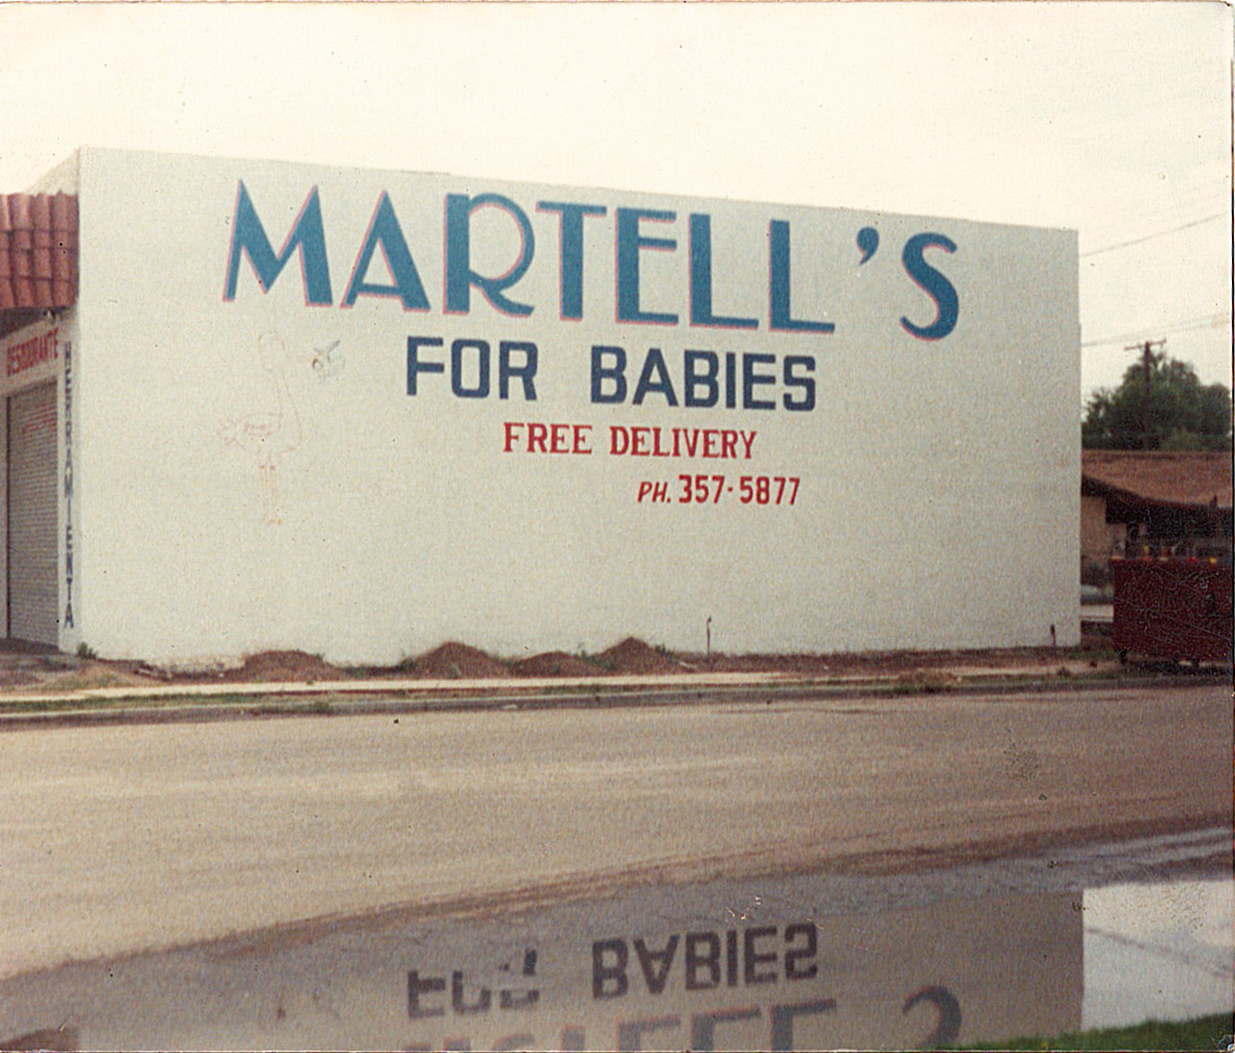 MARTELL'S
FOR BABIES
FREE DELIVERY
PH. 357-5877
HERRAMIENTA